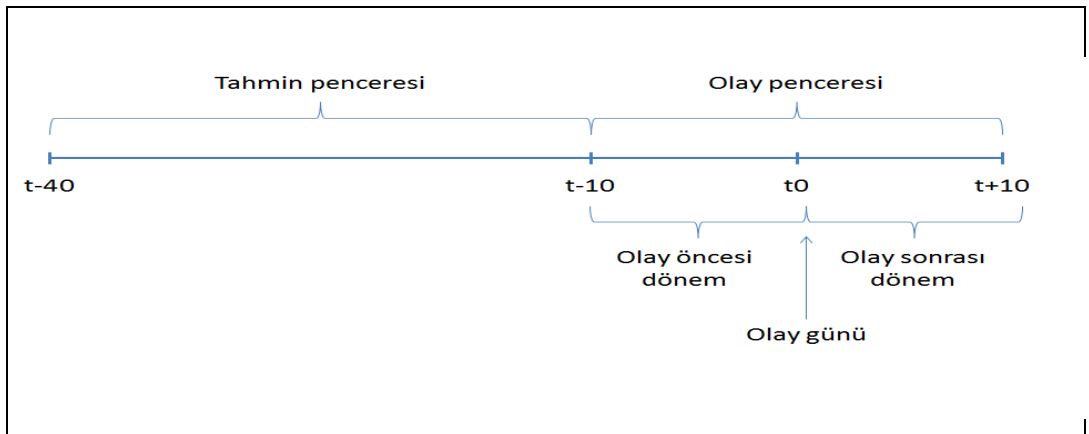 Tahmin penceresi
Olay penceresi
t-40
t-10
t0
t+10
Olay öncesi
dönem
Olay sonrası
dönem
Olay günü